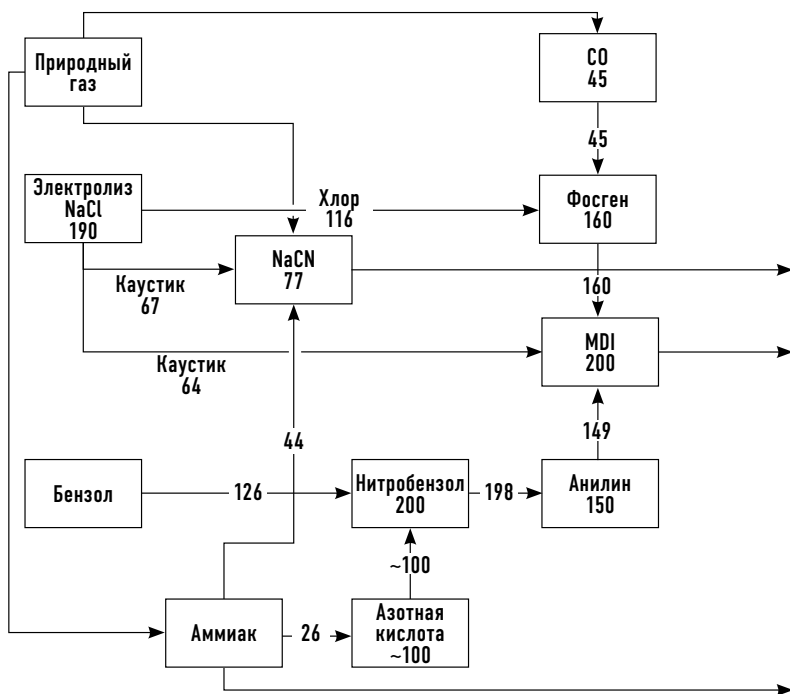 Природный
газ
CO
45
45
Электролиз
NaCl
190
Хлор
116
Фосген
160
NaCN
77
Каустик
67
160
MDI
200
Каустик
64
149
44
Бензол
126
Нитробензол
200
198
Анилин
150
~100
Аммиак
26
Азотная
кислота
~100